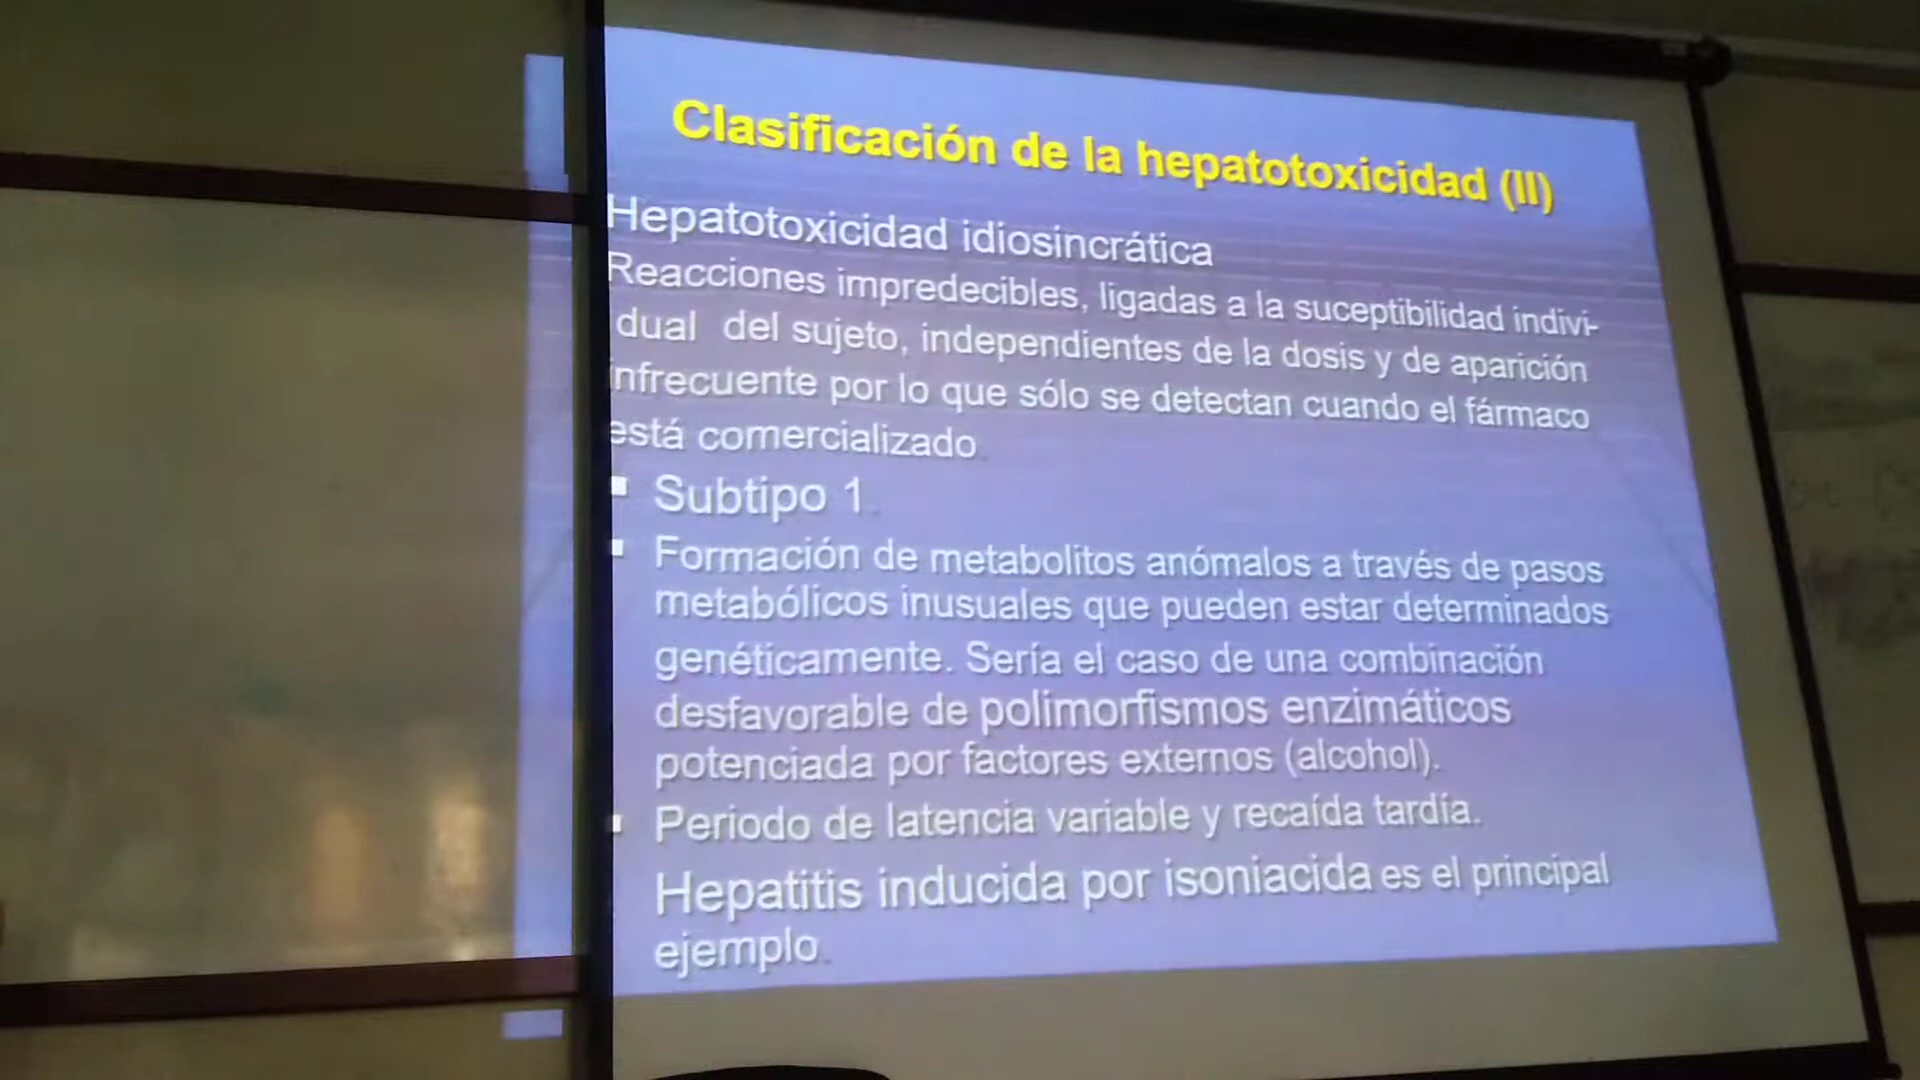 Clasificación de la hepatotoxicidad (II)
Hepatotoxicidad idiosincrática
Reacciones impredecibles, ligadas a la suceptibilidad indivi-
dual del sujeto, independientes de la dosis y de aparición
infrecuente por lo que sólo se detectan cuando el fármaco
está comercializado.
Subtipo 1.
Formación de metabolitos anómalos a través de pasos
metabólicos inusuales que pueden estar determinados
genéticamente. Sería el caso de una combinación
desfavorable de polimorfismos enzimáticos
potenciada por factores externos (alcohol).
Periodo de latencia variable y recaída tardía.
Hepatitis inducida por isoniacida es el principal
ejemplo.